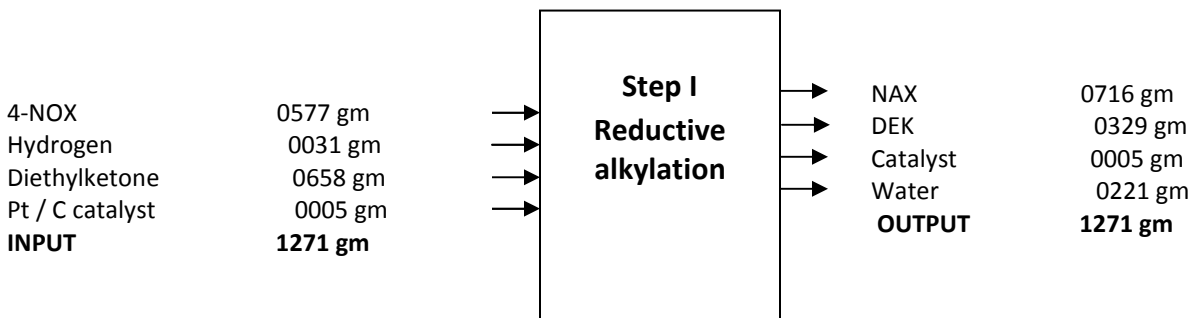 4-NOX 0577 gm
Hydrogen 0031 gm
Diethylketone 0658 gm
Pt / C catalyst 0005 gm
INPUT 1271 gm
Step I
Reductive
alkylation
NAX 0716 gm
DEK 0329 gm
Catalyst 0005 gm
Water 0221 gm
OUTPUT 1271 gm